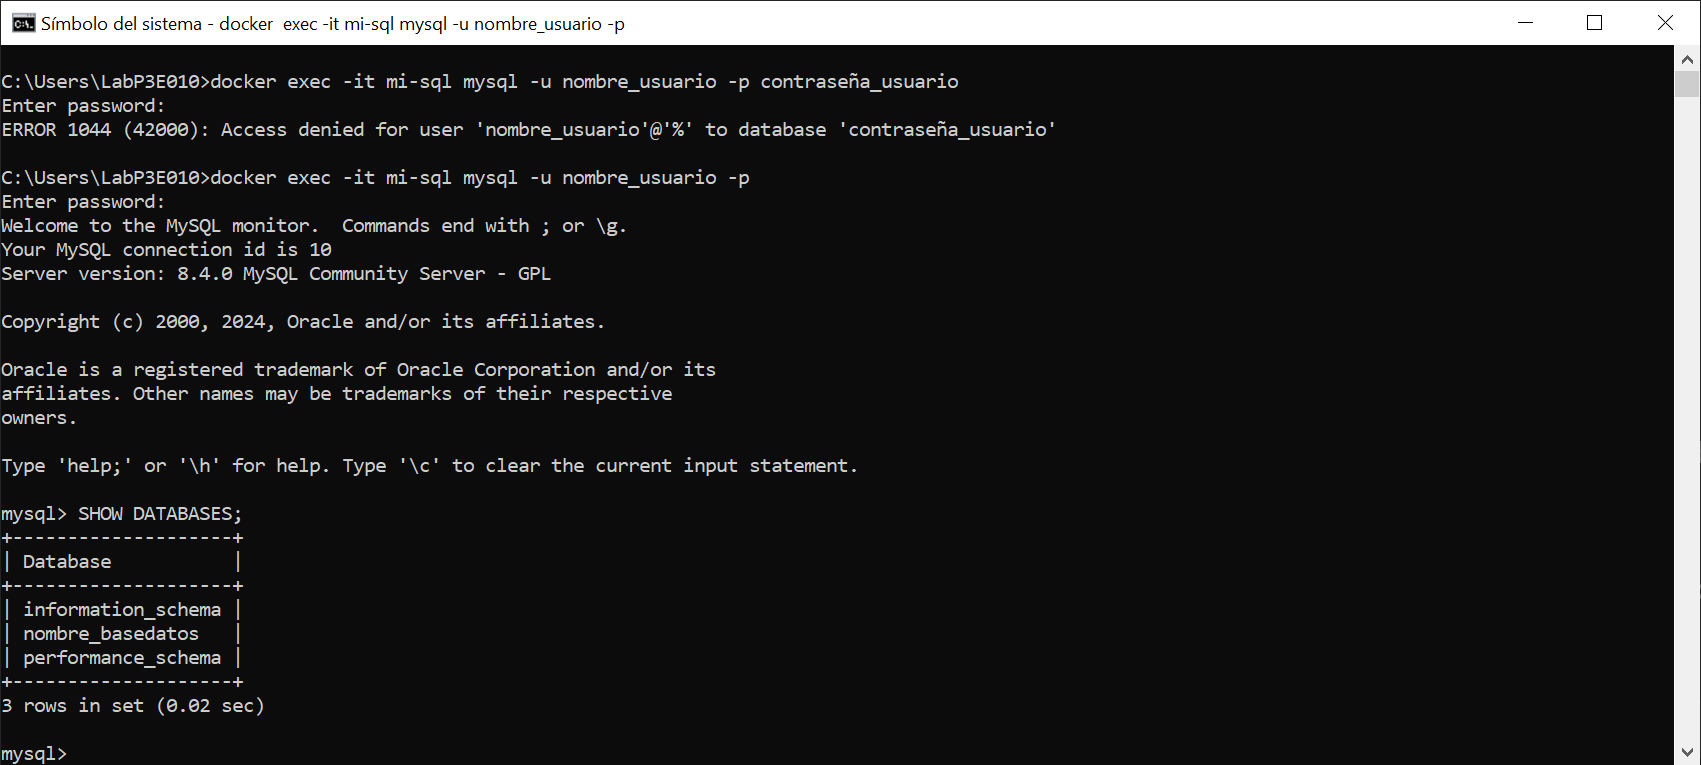 Símbolo del sistema - docker  exec -it mi-sql mysql -u nombre_usuario -p
C:\Users\LabP3E010>docker exec -it mi-sql mysql -u nombre_usuario -p contraseña_usuario
Enter password:
ERROR 1044 (42000): Access denied for user 'nombre_usuario'@'%' to database 'contraseña_usuario'
C:\Users\LabP3E010>docker exec -it mi-sql mysql -u nombre_usuario -p
Enter password:
Welcome to the MySQL monitor.  Commands end with ; or \g.
Your MySQL connection id is 10
Server version: 8.4.0 MySQL Community Server - GPL
Copyright (c) 2000, 2024, Oracle and/or its affiliates.
Oracle is a registered trademark of Oracle Corporation and/or its
affiliates. Other names may be trademarks of their respective
owners.
Type 'help;' or '\h' for help. Type '\c' to clear the current input statement.
mysql> SHOW DATABASES;
+--------------------+
| Database           |
+--------------------+
| information_schema |
| nombre_basedatos   |
| performance_schema |
+--------------------+
3 rows in set (0.02 sec)
mysql>